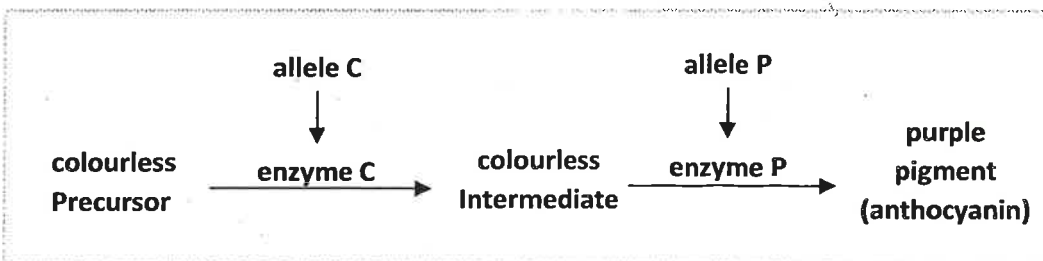 allele C
allele P
colourless
Precursor
enzyme C
colourless
Intermediate
enzyme P
purple
pigment
(anthocyanin)